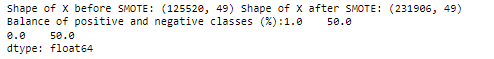 Shape of X before SMOTE: (125520, 49) Shape of X after SMOTE: (231906, 49)
Balance of positive and negative classes (%):1.0    50.0
0.0    50.0
dtype: float64